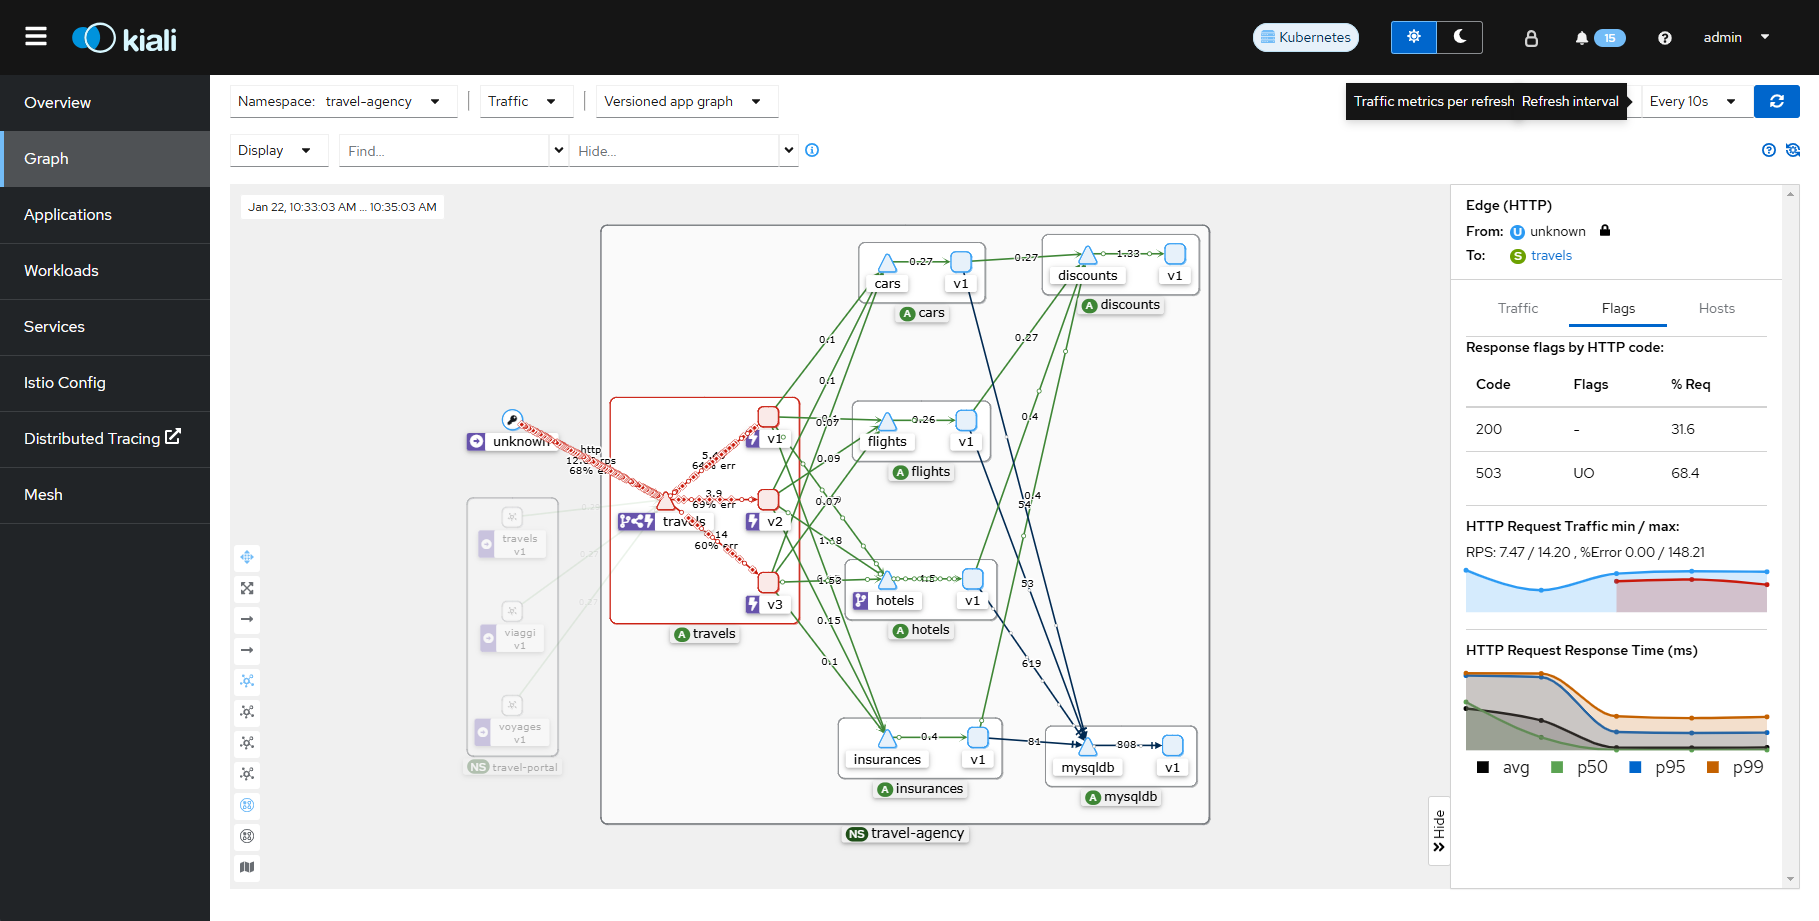 kiali
Kubernetes
15
admin
Overview
Graph
Applications
Workloads
Services
Istio Config
Distributed Tracing
Mesh
Namespace: travel-agency
Traffic
Versioned app graph
Traffic metrics per refresh
Refresh interval
Every 10s
Display
Find...
Hide...
Jan 22, 10:33:03 AM ... 10:35:03 AM
cars
0.27
v1
A cars
0.27
discounts
1.33
v1
A discounts
0.1
0.27
0.1
unknown
http
68%
v1
64% err
0.07
flights
0.26
v1
A flights
0.4
0.09
3.9
69% err
v2
travels
0.07
0.4
54
14
60% err
1.18
v3
A travels
1.53
hotels
1.5
v1
A hotels
53
0.15
0.1
619
insurances
0.4
v1
A insurances
81
mysqldb
808
v1
A mysqldb
NS travel-agency
travels
v1
viaggi
v1
voyages
v1
NS travel-portal
Edge (HTTP)
From: U unknown
To: S travels
Traffic
Flags
Hosts
Response flags by HTTP code:
Code Flags % Req
200 - 31.6
503 UO 68.4
HTTP Request Traffic min / max:
RPS: 7.47 / 14.20 , %Error 0.00 / 148.21
HTTP Request Response Time (ms)
avg p50 p95 p99
Hide